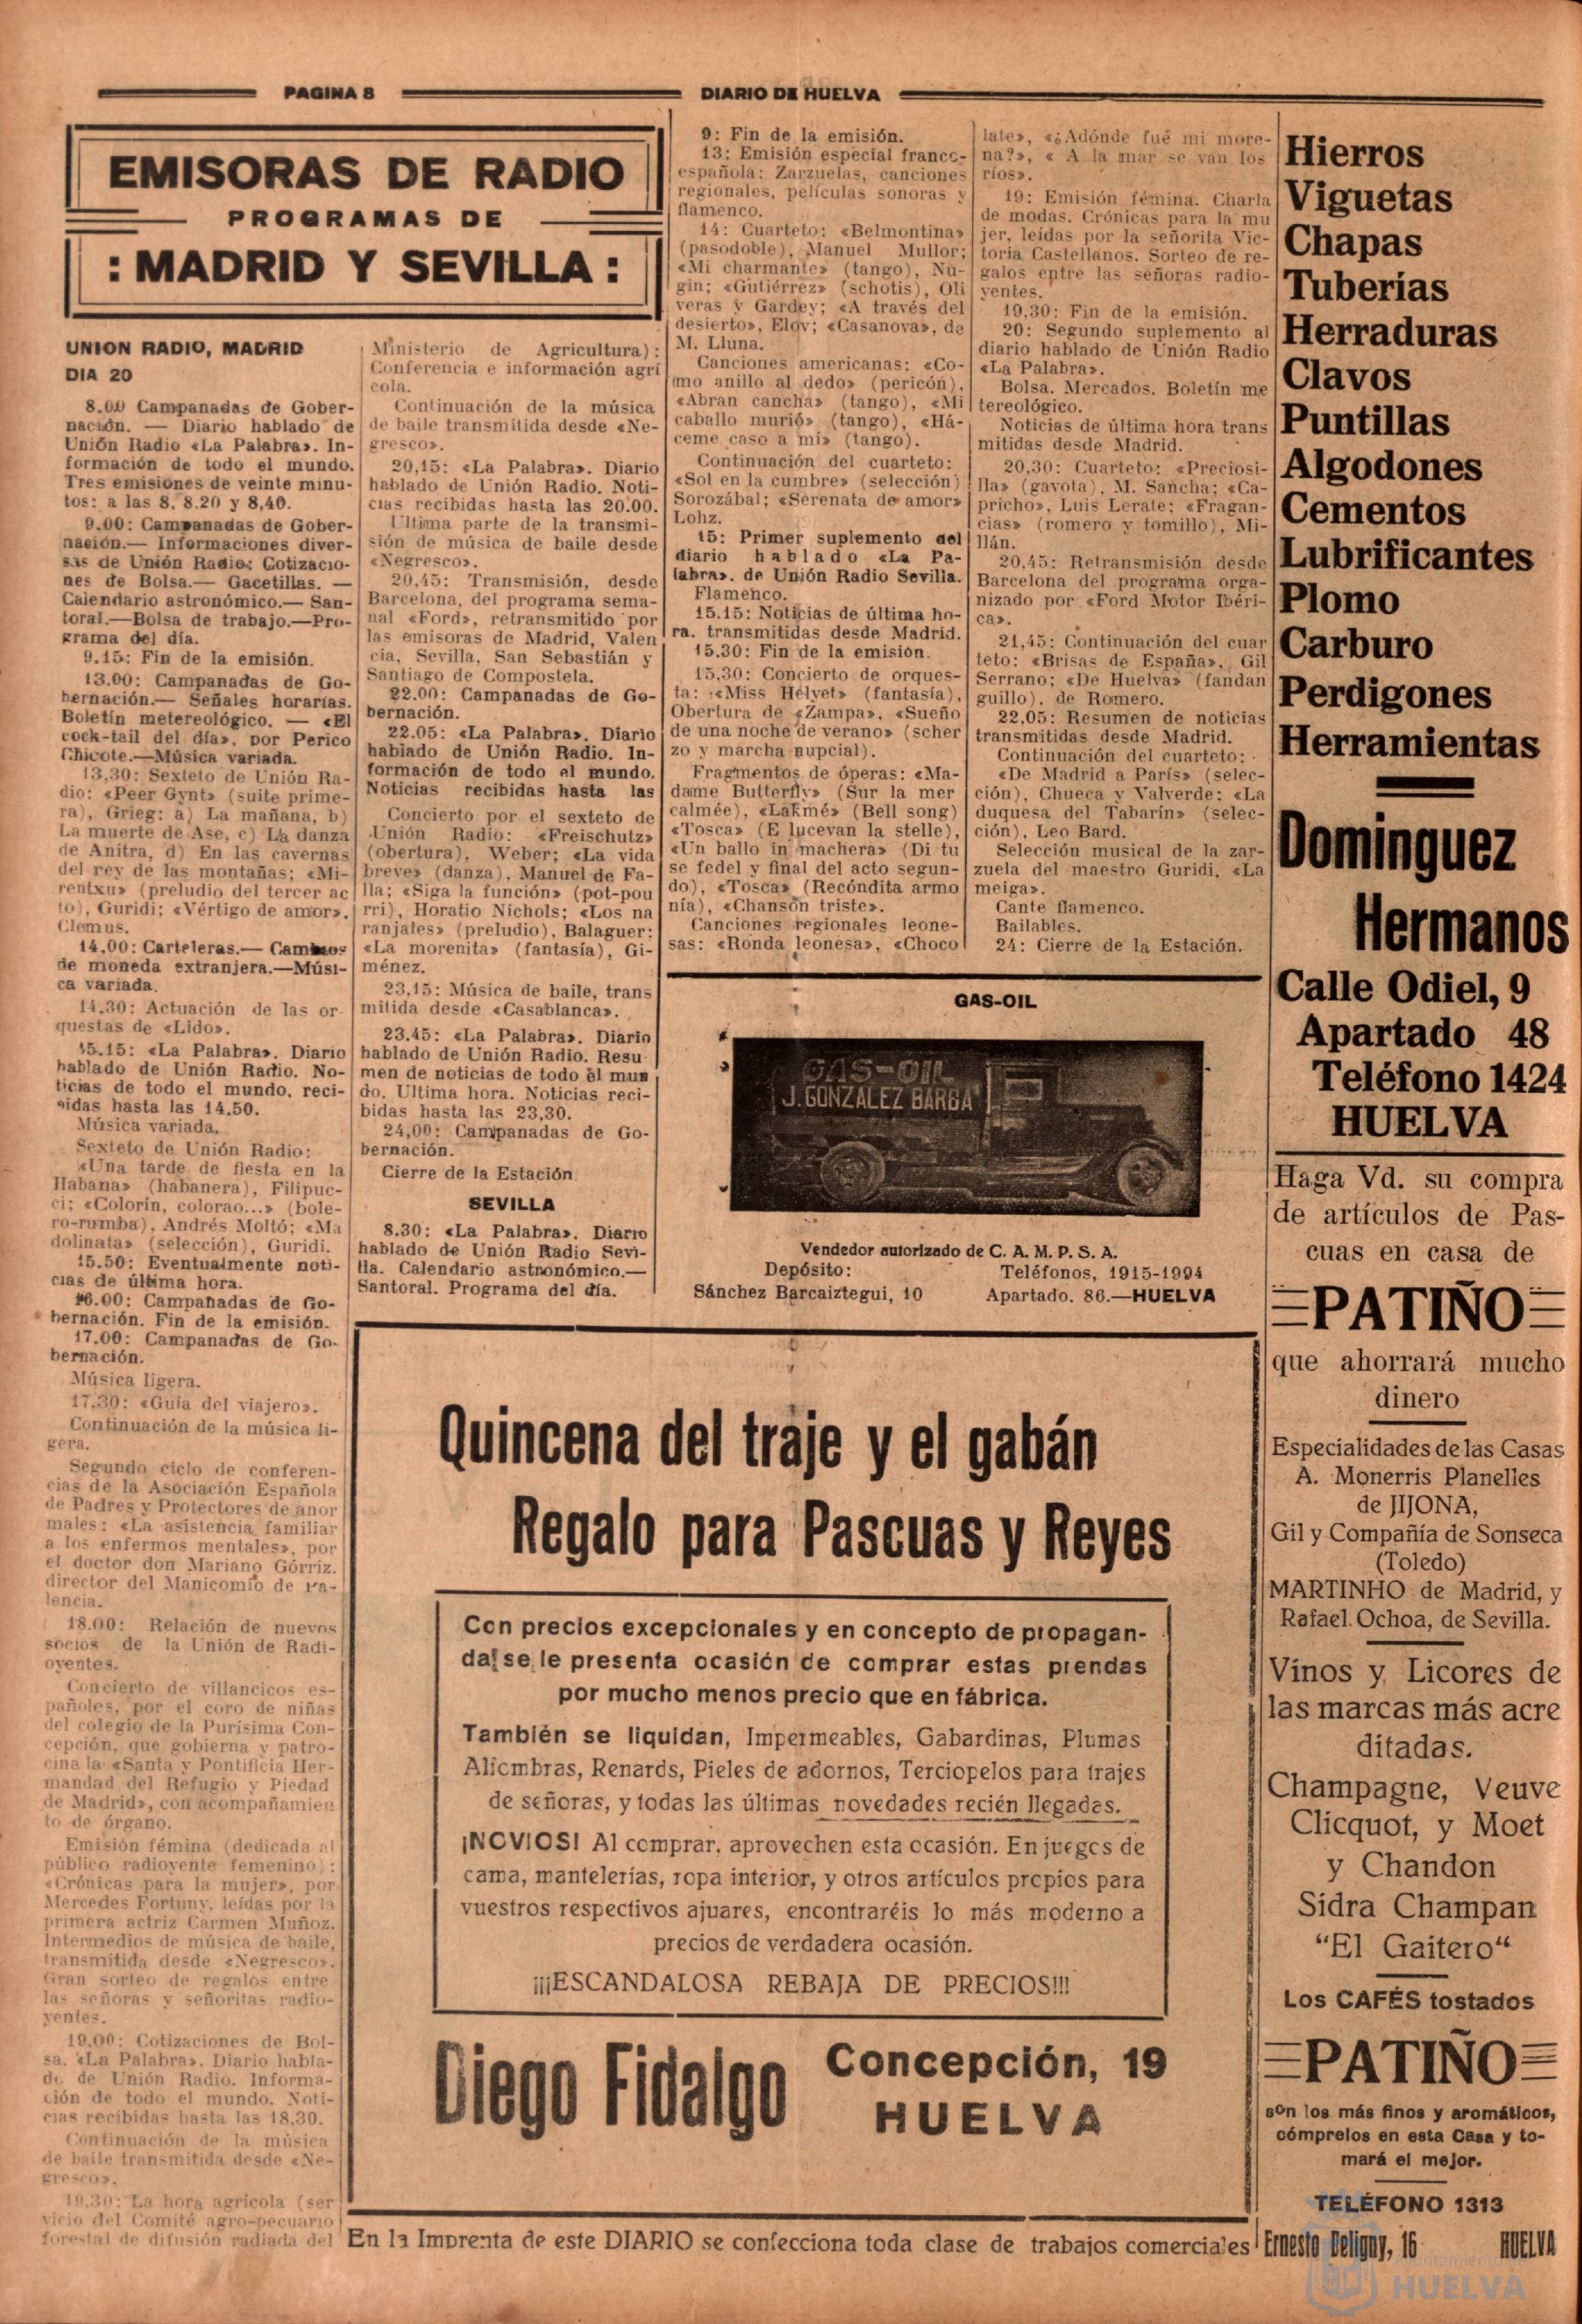 PAGINA 8
DIARIO DE HUELVA
EMISORAS DE RADIO
PROGRAMAS DE
: MADRID Y SEVILLA :
UNION RADIO, MADRID
DIA 20
8.00 Campanadas de Gober-
nación. — Diario hablado de
Unión Radio «La Palabra». In-
formación de todo el mundo.
Tres emisiones de veinte minu-
tos: a las 8, 8.20 y 8,40.
9.00: Campanadas de Gober-
nación.— Informaciones diver-
sas de Unión Radio: Cotizacio-
nes de Bolsa.— Gacetillas. —
Calendario astronómico.— San-
toral.—Bolsa de trabajo.—Pro-
grama del día.
9.15: Fin de la emisión.
13.00: Campanadas de Go-
bernación.— Señales horarias.
Boletín metereológico. — «El
cock-tail del día», por Perico
Chicote.—Música variada.
13,30: Sexteto de Unión Ra-
dio: «Peer Gynt» (suite prime-
ra), Grieg: a) La mañana, b)
La muerte de Ase, c) La danza
de Anitra, d) En las cavernas
del rey de las montañas; «Mi-
rentxu» (preludio del tercer ac
to), Guridi; «Vértigo de amor»,
Clemus.
14,00: Carteleras.— Cambios
de moneda extranjera.—Músi-
ca variada.
14,30: Actuación de las or
questas de «Lido».
15.15: «La Palabra». Diario
hablado de Unión Radio. No-
ticias de todo el mundo, reci-
bidas hasta las 14.50.
Música variada.
Sexteto de Unión Radio:
«Una tarde de fiesta en la
Habana» (habanera), Filipuc-
ci; «Colorín, colorao...» (bole-
ro-rumba), Andrés Moltó; «Ma
dolinata» (selección), Guridi.
15.50: Eventualmente noti-
cias de última hora.
16.00: Campanadas de Go-
bernación. Fin de la emisión.
17.00: Campanadas de Go-
bernación.
Música ligera.
17,30: «Guía del viajero».
Continuación de la música li-
gera.
Segundo ciclo de conferen-
cias de la Asociación Española
de Padres y Protectores de anor
males: «La asistencia familiar
a los enfermos mentales», por
el doctor don Mariano Górriz.
director del Manicomio de Pa-
lencia.
18.00: Relación de nuevos
socios de la Unión de Radi-
oyentes.
Concierto de villancicos es-
pañoles, por el coro de niñas
del colegio de la Purísima Con-
cepción, que gobierna y patro-
cina la «Santa y Pontificia Her-
mandad del Refugio y Piedad
de Madrid», con acompañamien
to de órgano.
Emisión fémina (dedicada al
público radioyente femenino):
«Crónicas para la mujer», por
Mercedes Fortuny, leídas por la
primera actriz Carmen Muñoz.
Intermedios de música de baile,
transmitida desde «Negresco».
Gran sorteo de regalos entre
las señoras y señoritas radio-
yentes.
19,00: Cotizaciones de Bol-
sa. «La Palabra». Diario habla-
do de Unión Radio. Informa-
ción de todo el mundo. Noti-
cias recibidas hasta las 18,30.
Continuación de la música
de baile transmitida desde «Ne-
gresco».
19,30: La hora agrícola (ser
vicio del Comité agro-pecuario
forestal de difusión radiada del
Ministerio de Agricultura):
Conferencia e información agrí
cola.
Continuación de la música
de baile transmitida desde «Ne-
gresco».
20,15: «La Palabra». Diario
hablado de Unión Radio. Noti-
cias recibidas hasta las 20.00.
Ultima parte de la transmi-
sión de música de baile desde
«Negresco».
20,45: Transmisión, desde
Barcelona, del programa sema-
nal «Ford», retransmitido por
las emisoras de Madrid, Valen
cia, Sevilla, San Sebastián y
Santiago de Compostela.
22.00: Campanadas de Go-
bernación.
22.05: «La Palabra». Diario
hablado de Unión Radio. In-
formación de todo el mundo.
Noticias recibidas hasta las
Concierto por el sexteto de
Unión Radio: «Freischutz»
(obertura), Weber; «La vida
breve» (danza), Manuel de Fa-
lla; «Siga la función» (pot-pou
rri), Horatio Nichols; «Los na
ranjales» (preludio), Balaguer;
«La morenita» (fantasía), Gi-
ménez.
23,15: Música de baile, trans
mitida desde «Casablanca».
23.45: «La Palabra». Diario
hablado de Unión Radio. Resu
men de noticias de todo el mun
do. Ultima hora. Noticias reci-
bidas hasta las 23,30.
24,00: Campanadas de Go-
bernación.
Cierre de la Estación
SEVILLA
8.30: «La Palabra». Diario
hablado de Unión Radio Sevi-
lla. Calendario astronómico.—
Santoral. Programa del día.
9: Fin de la emisión.
13: Emisión especial franco-
española: Zarzuelas, canciones
regionales, películas sonoras y
flamenco.
14: Cuarteto: «Belmontina»
(pasodoble), Manuel Mullor;
«Mi charmante» (tango), Nu-
gin; «Gutiérrez» (schotis), Oli
veras y Gardey; «A través del
desierto», Eloy; «Casanova», de
M. Lluna.
Canciones americanas: «Co-
mo anillo al dedo» (pericón),
«Abran cancha» (tango), «Mi
caballo murió» (tango), «Há-
ceme caso a mí» (tango).
Continuación del cuarteto:
«Sol en la cumbre» (selección)
Sorozábal; «Serenata de amor»
Lohz.
15: Primer suplemento del
diario hablado «La Pa-
labra». de Unión Radio Sevilla.
Flamenco.
15.15: Noticias de última ho-
ra. transmitidas desde Madrid.
15.30: Fin de la emisión.
15,30: Concierto de orques-
ta: «Miss Hélyet» (fantasía),
Obertura de «Zampa», «Sueño
de una noche de verano» (scher
zo y marcha nupcial).
Fragmentos de óperas: «Ma-
dame Butterfly» (Sur la mer
calmée), «Lakmé» (Bell song)
«Tosca» (E lucevan la stelle),
«Un ballo in machera» (Di tu
se fedel y final del acto segun-
do), «Tosca» (Recóndita armo
nía), «Chanson triste».
Canciones regionales leone-
sas: «Ronda leonesa», «Choco
late», «¿Adónde fué mi more-
na?», « A la mar se van los
ríos».
19: Emisión fémina. Charla
de modas. Crónicas para la mu
jer, leídas por la señorita Vic-
toria Castellanos. Sorteo de re-
galos entre las señoras radio-
yentes.
19,30: Fin de la emisión.
20: Segundo suplemento al
diario hablado de Unión Radio
«La Palabra».
Bolsa. Mercados. Boletín me
tereológico.
Noticias de última hora trans
mitidas desde Madrid.
20,30: Cuarteto: «Preciosi-
lla» (gavota), M. Sancha; «Ca-
pricho», Luis Lerate; «Fragan-
cias» (romero y tomillo), Mi-
llán.
20,45: Retransmisión desde
Barcelona del programa orga-
nizado por «Ford Motor Ibéri-
ca».
21,45: Continuación del cuar
teto: «Brisas de España», Gil
Serrano; «De Huelva» (fandan
guillo), de Romero.
22,05: Resumen de noticias
transmitidas desde Madrid.
Continuación del cuarteto:
«De Madrid a París» (selec-
ción), Chueca y Valverde; «La
duquesa del Tabarín» (selec-
ción), Leo Bard.
Selección musical de la zar-
zuela del maestro Guridi, «La
meiga».
Cante flamenco.
Bailables.
24: Cierre de la Estación.
GAS-OIL
GAS-OIL
J. GONZALEZ BARBA
Vendedor autorizado de C. A. M. P. S. A.
Depósito:
Teléfonos, 1915-1994
Sánchez Barcaiztegui, 10
Apartado. 86.—HUELVA
Quincena del traje y el gabán
Regalo para Pascuas y Reyes
Con precios excepcionales y en concepto de propagan-
da se le presenta ocasión de comprar estas prendas
por mucho menos precio que en fábrica.
También se liquidan, Impermeables, Gabardinas, Plumas
Alfombras, Renards, Pieles de adornos, Terciopelos para trajes
de señoras, y todas las últimas novedades recién llegadas.
¡NOVIOS! Al comprar, aprovechen esta ocasión. En juegos de
cama, mantelerías, ropa interior, y otros artículos propios para
vuestros respectivos ajuares, encontraréis lo más moderno a
precios de verdadera ocasión.
¡¡¡ESCANDALOSA REBAJA DE PRECIOS!!!
Diego Fidalgo
Concepción, 19
HUELVA
En la Imprenta de este DIARIO se confecciona toda clase de trabajos comerciales
Hierros
Viguetas
Chapas
Tuberías
Herraduras
Clavos
Puntillas
Algodones
Cementos
Lubrificantes
Plomo
Carburo
Perdigones
Herramientas
Dominguez
Hermanos
Calle Odiel, 9
Apartado 48
Teléfono 1424
HUELVA
Haga Vd. su compra
de artículos de Pas-
cuas en casa de
PATIÑO
que ahorrará mucho
dinero
Especialidades de las Casas
A. Monerris Planelles
de JIJONA,
Gil y Compañía de Sonseca
(Toledo)
MARTINHO de Madrid, y
Rafael Ochoa, de Sevilla.
Vinos y Licores de
las marcas más acre
ditadas.
Champagne, Veuve
Clicquot, y Moet
y Chandon
Sidra Champan
"El Gaitero"
Los CAFÉS tostados
PATIÑO
son los más finos y aromáticos,
cómprelos en esta Casa y to-
mará el mejor.
TELÉFONO 1313
Ernesto Deligny, 16 HUELVA
HUELVA